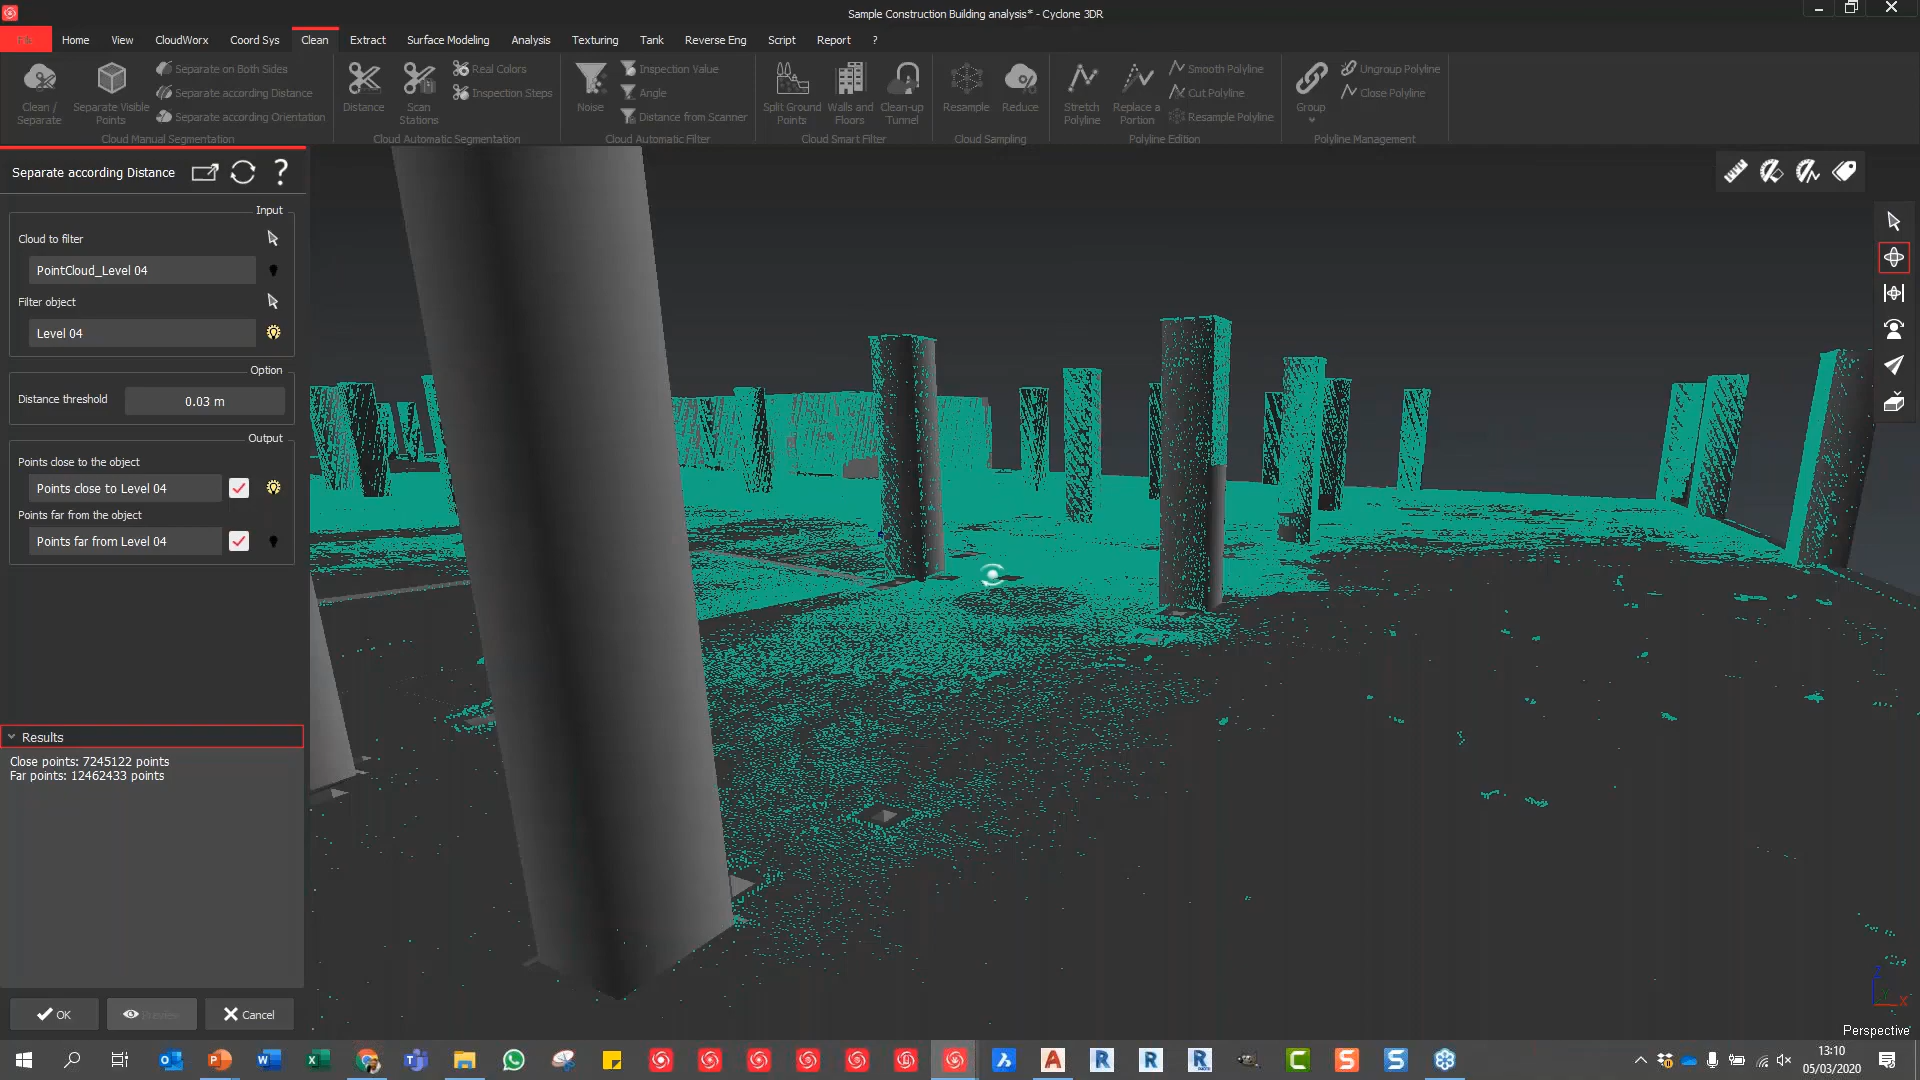 Sample Construction Building analysis* - Cyclone 3DR
Home View CloudWorx Coord Sys Clean Extract Surface Modeling Analysis Texturing Tank Reverse Eng Script Report ?
Clean / Separate
Separate Visible Points
Separate on Both Sides
Separate according Distance
Separate according Orientation
Cloud Manual Segmentation
Distance
Scan Stations
Real Colors
Inspection Steps
Cloud Automatic Segmentation
Noise
Inspection Value
Angle
Distance from Scanner
Cloud Automatic Filter
Split Ground Points
Walls and Floors
Clean-up Tunnel
Cloud Smart Filter
Resample
Reduce
Cloud Sampling
Stretch Polyline
Replace a Portion
Smooth Polyline
Cut Polyline
Resample Polyline
Polyline Edition
Group
Ungroup Polyline
Close Polyline
Polyline Management
Separate according Distance
Input
Cloud to filter
PointCloud_Level 04
Filter object
Level 04
Option
Distance threshold
0.03 m
Output
Points close to the object
Points close to Level 04
Points far from the object
Points far from Level 04
Results
Close points: 7245122 points
Far points: 12462433 points
OK
Preview
Cancel
Perspective
13:10
05/03/2020